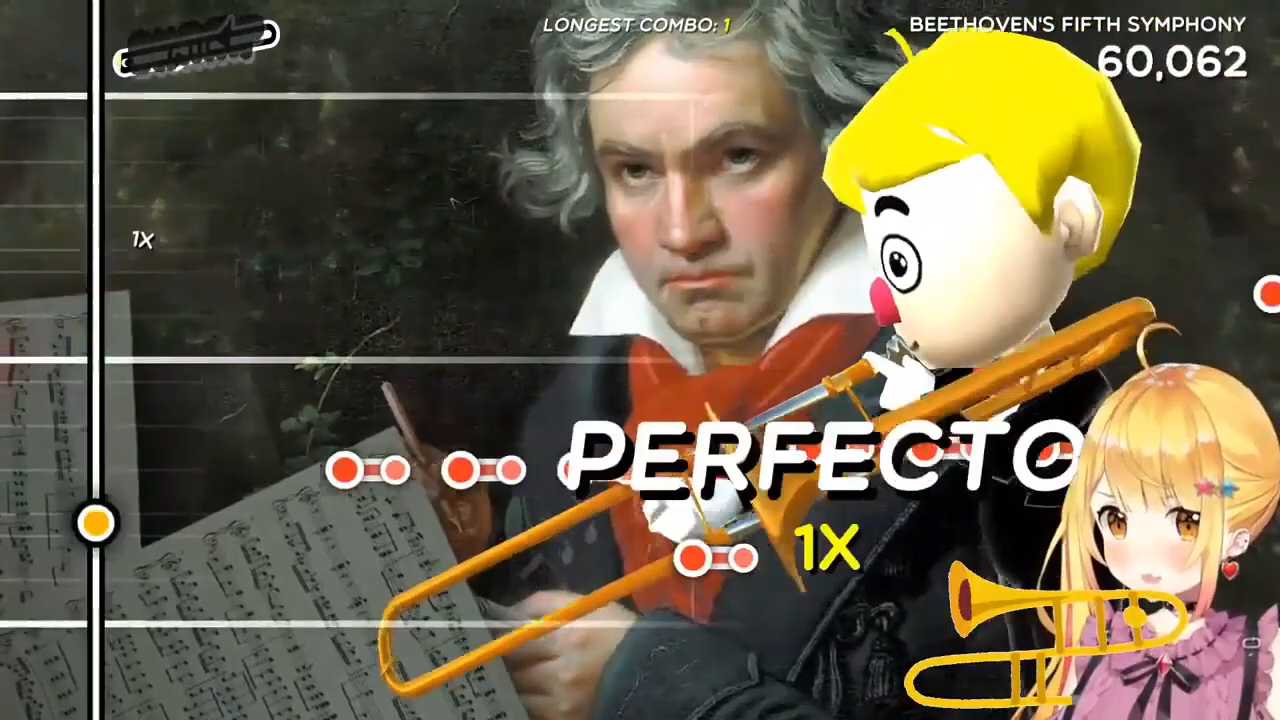 LONGEST COMBO: 1
BEETHOVEN'S FIFTH SYMPHONY
60,062
1X
PERFECTO
1X